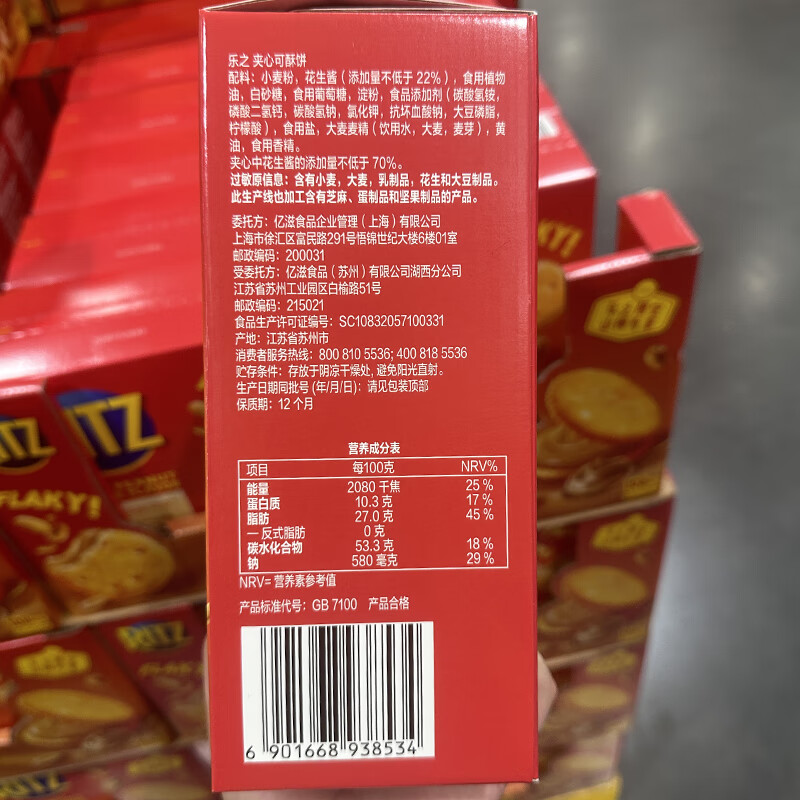 乐之 夹心可酥饼
配料：小麦粉，花生酱（添加量不低于 22%），食用植物
油，白砂糖，食用葡萄糖，淀粉，食品添加剂（碳酸氢铵，
磷酸二氢钙，碳酸氢钠，氯化钾，抗坏血酸钠，大豆磷脂，
柠檬酸），食用盐，大麦麦精（饮用水，大麦，麦芽），黄
油，食用香精。
夹心中花生酱的添加量不低于 70%。
过敏原信息：含有小麦，大麦，乳制品，花生和大豆制品。
此生产线也加工含有芝麻、蛋制品和坚果制品的产品。
委托方：亿滋食品企业管理（上海）有限公司
上海市徐汇区富民路291号悟锦世纪大楼6楼01室
邮政编码：200031
受委托方：亿滋食品（苏州）有限公司湖西分公司
江苏省苏州工业园区白榆路51号
邮政编码：215021
食品生产许可证编号：SC10832057100331
产地：江苏省苏州市
消费者服务热线：800 810 5536; 400 818 5536
贮存条件：存放于阴凉干燥处, 避免阳光直射。
生产日期同批号 (年/月/日)：请见包装顶部
保质期：12 个月
营养成分表
项目 每100克 NRV%
能量 2080 千焦 25 %
蛋白质 10.3 克 17 %
脂肪 27.0 克 45 %
— 反式脂肪 0 克
碳水化合物 53.3 克 18 %
钠 580 毫克 29 %
NRV= 营养素参考值
产品标准代号：GB 7100 产品合格
6 901668 938534
RITZ
FLAKY!
PEANUT
RITZ